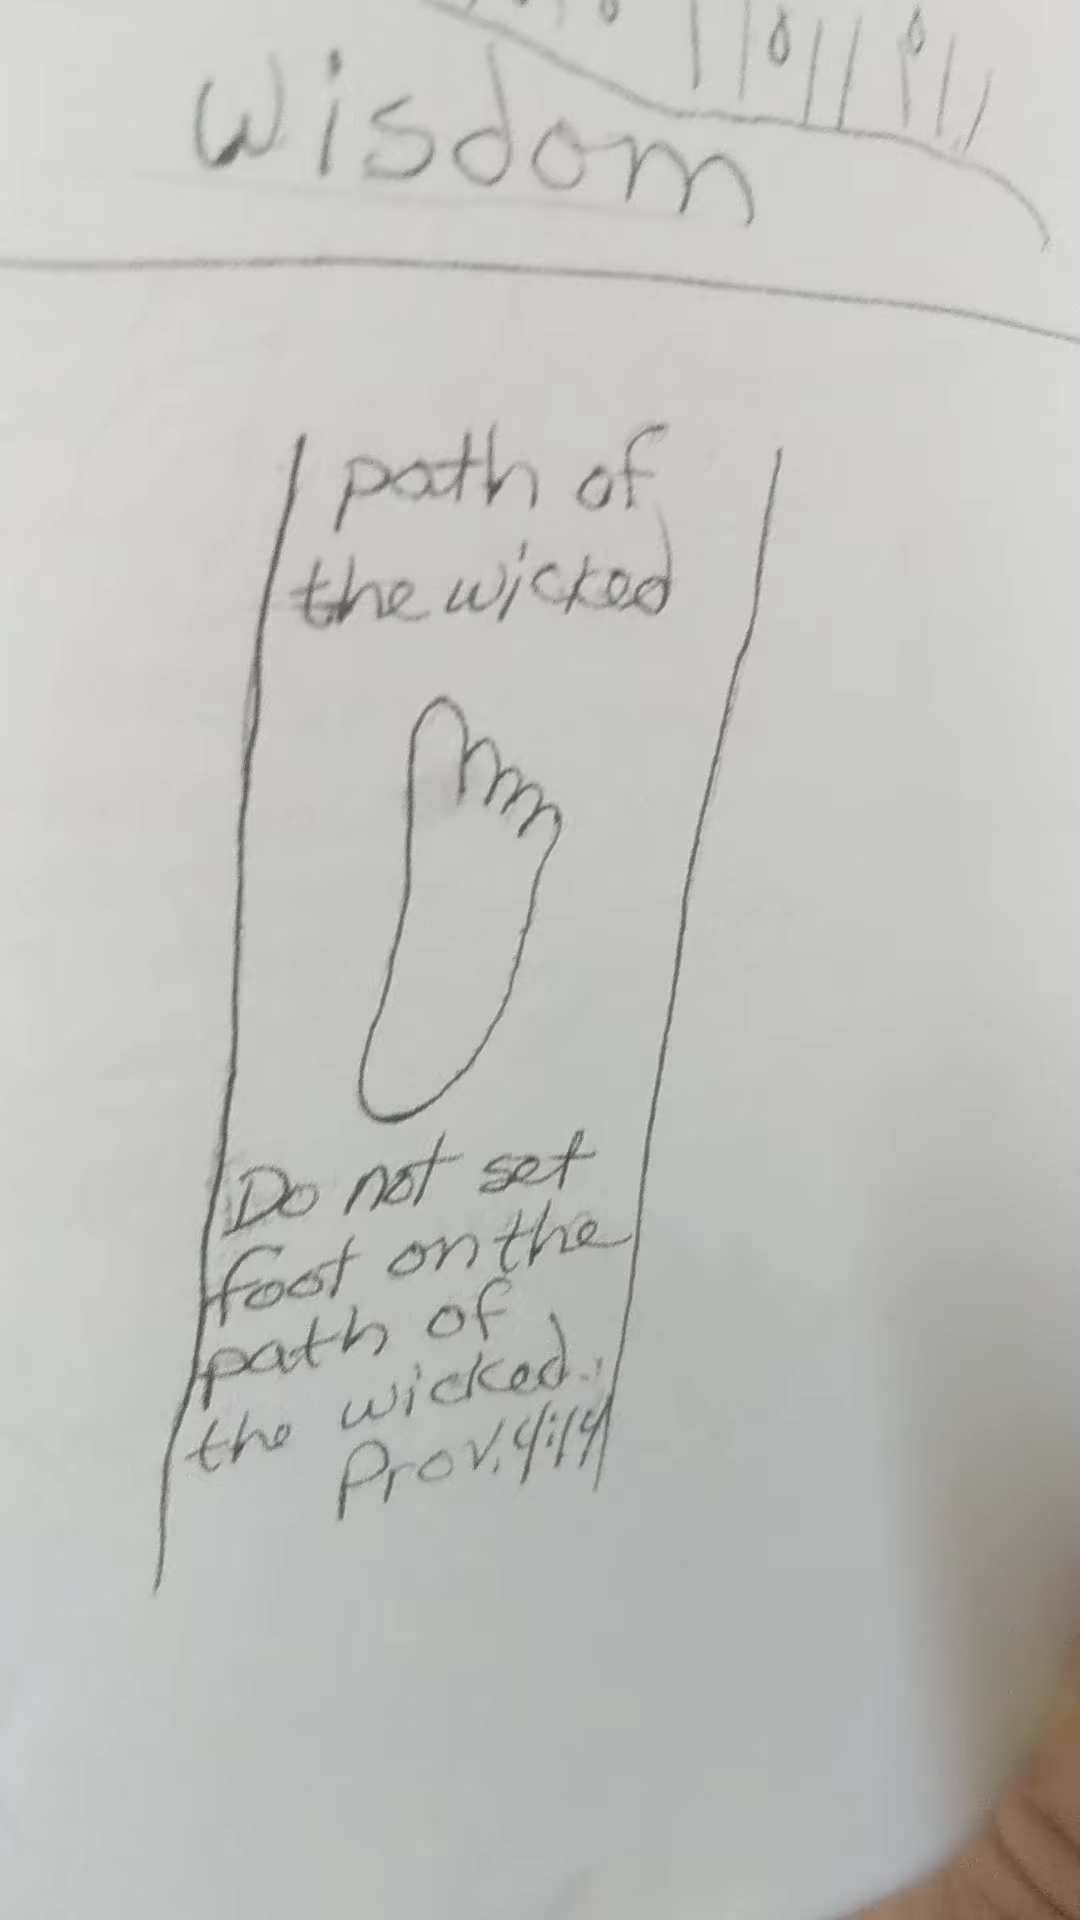 Wisdom
path of
the wicked
Do not set
foot on the
path of
the wicked.
Prov. 4:14